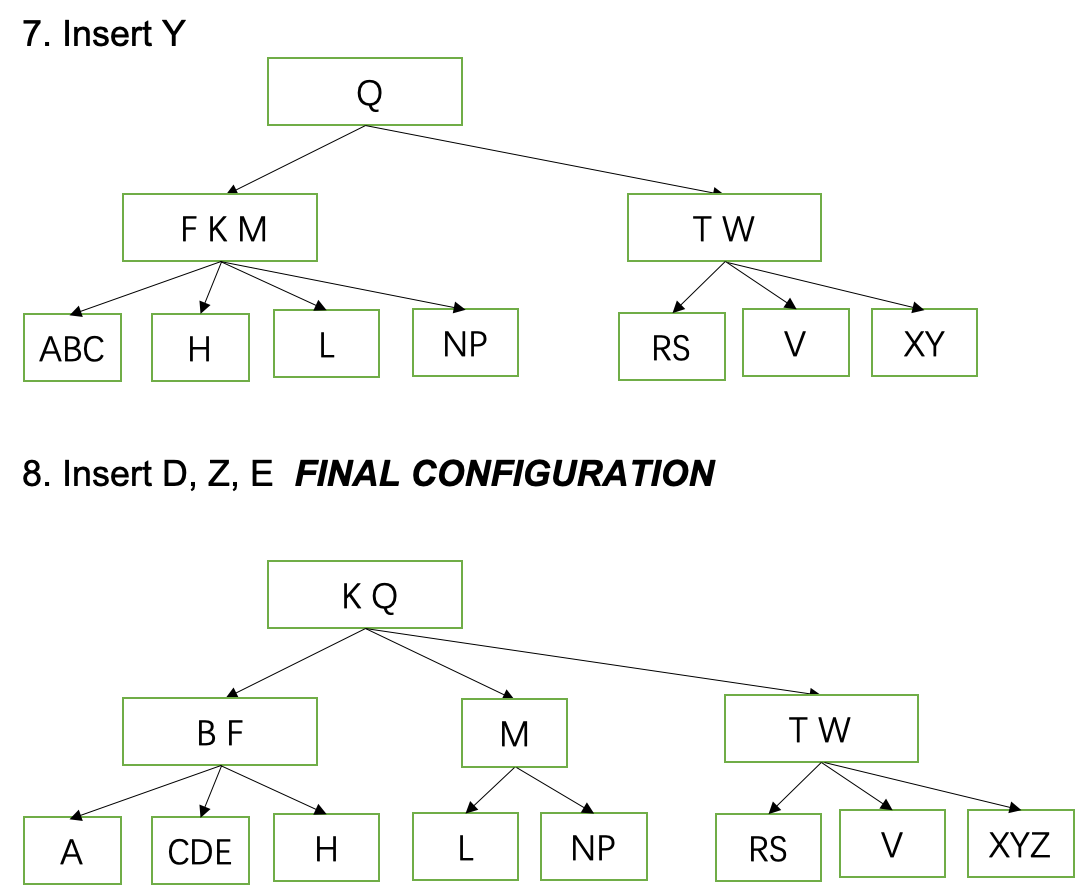 7. Insert Y
Q
F K M
T W
ABC
H
L
NP
RS
V
XY
8. Insert D, Z, E FINAL CONFIGURATION
K Q
B F
M
T W
A
CDE
H
L
NP
RS
V
XYZ